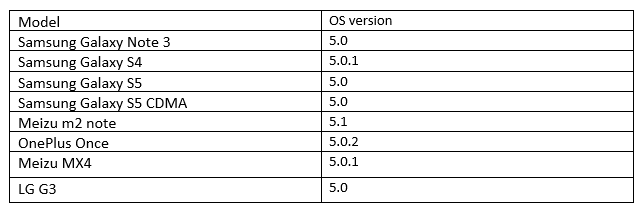 Model OS version
Samsung Galaxy Note 3 5.0
Samsung Galaxy S4 5.0.1
Samsung Galaxy S5 5.0
Samsung Galaxy S5 CDMA 5.0
Meizu m2 note 5.1
OnePlus Once 5.0.2
Meizu MX4 5.0.1
LG G3 5.0